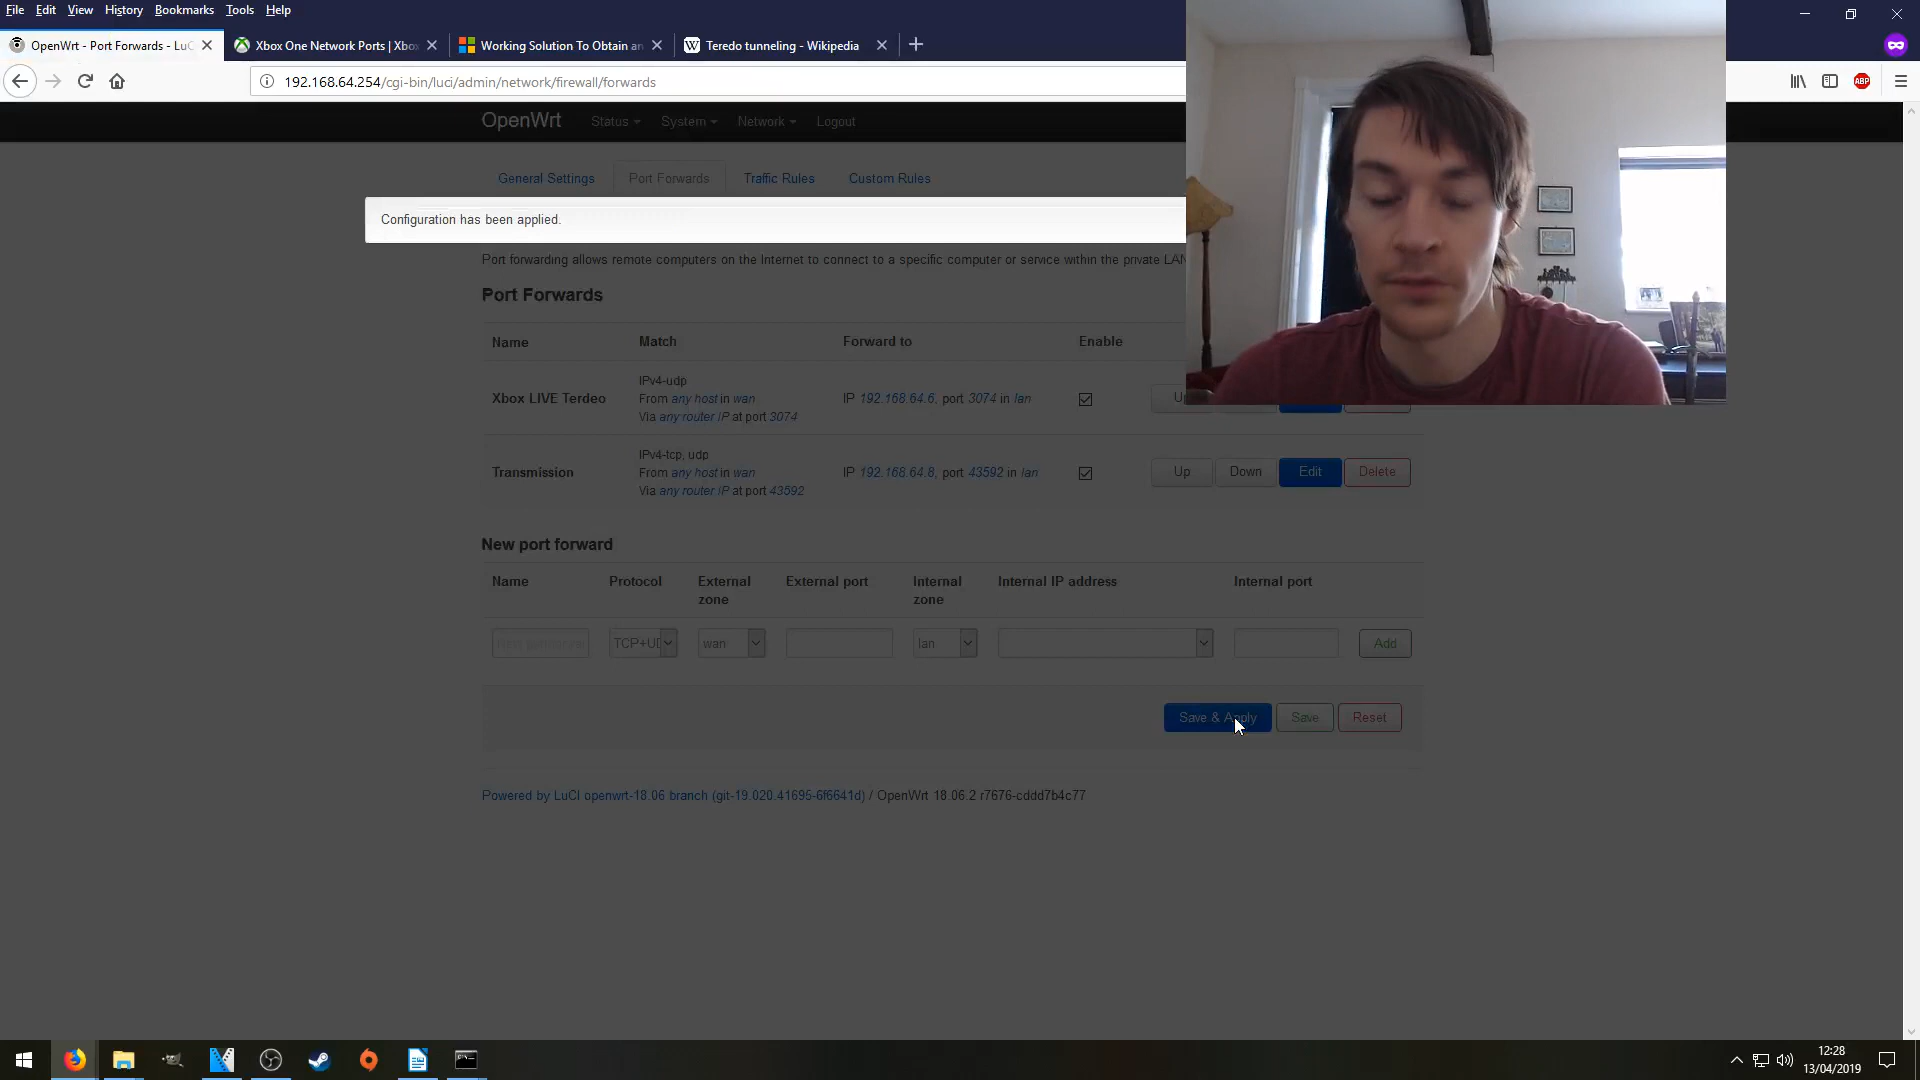 File Edit View History Bookmarks Tools Help
OpenWrt - Port Forwards - LuC
Xbox One Network Ports | Xbox
Working Solution To Obtain an
Teredo tunneling - Wikipedia
192.168.64.254/cgi-bin/luci/admin/network/firewall/forwards
ABP
OpenWrt Status System Network Logout
General Settings Port Forwards Traffic Rules Custom Rules
Configuration has been applied.
Port forwarding allows remote computers on the Internet to connect to a specific computer or service within the private LAN
Port Forwards
Name Match Forward to Enable
Xbox LIVE Terdeo
IPv4-udp
From any host in wan
Via any router IP at port 3074
IP 192.168.64.6, port 3074 in lan
Transmission
IPv4-tcp, udp
From any host in wan
Via any router IP at port 43592
IP 192.168.64.8, port 43592 in lan
Up Down Edit Delete
New port forward
Name Protocol External zone External port Internal zone Internal IP address Internal port
TCP+UD wan lan Add
Save & Apply Save Reset
Powered by LuCI openwrt-18.06 branch (git-19.020.41695-6f6641d) / OpenWrt 18.06.2 r7676-cddd7b4c77
12:28
13/04/2019